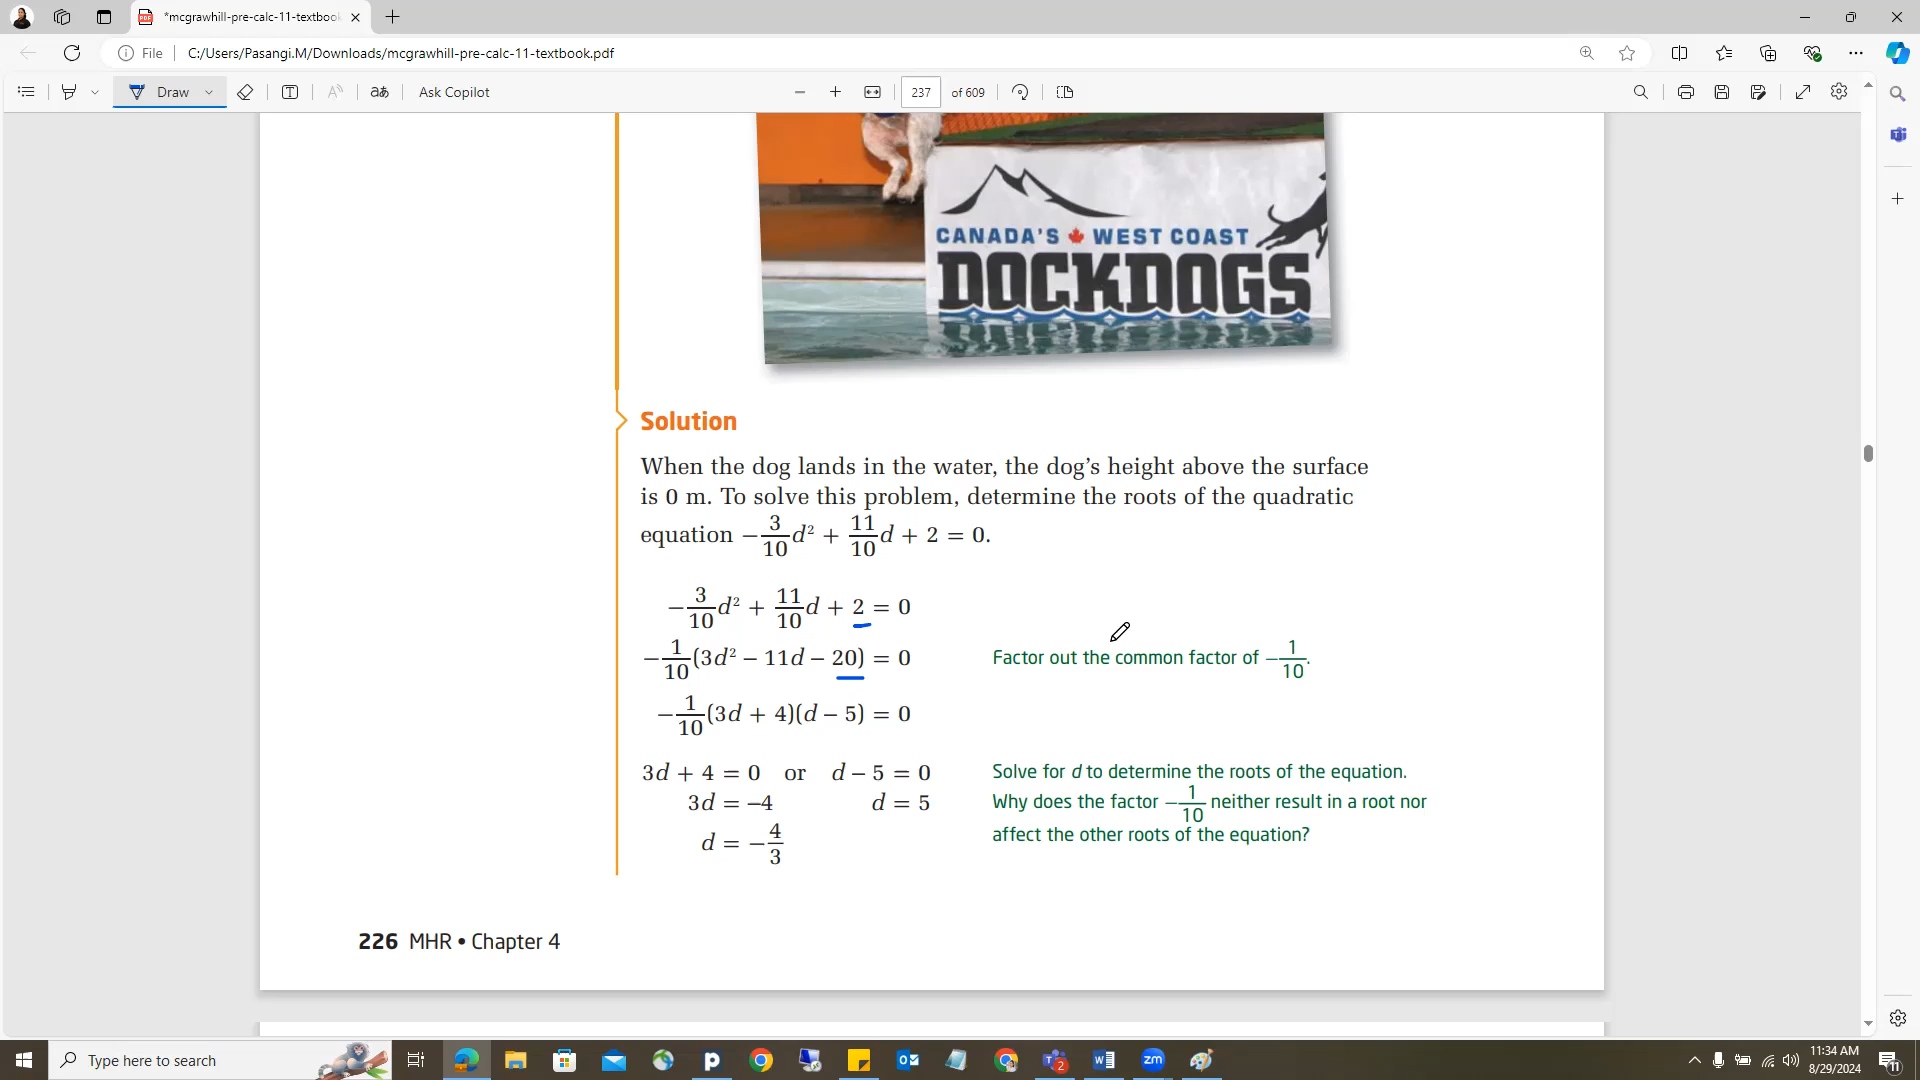 *mcgrawhill-pre-calc-11-textbook
File
C:/Users/Pasangi.M/Downloads/mcgrawhill-pre-calc-11-textbook.pdf
Draw
Ask Copilot
237 of 609
CANADA'S WEST COAST
DOCKDOGS
Solution
When the dog lands in the water, the dog's height above the surface
is 0 m. To solve this problem, determine the roots of the quadratic
equation −3/10 d² + 11/10 d + 2 = 0.
−3/10 d² + 11/10 d + 2 = 0
−1/10 (3d² − 11d − 20) = 0 Factor out the common factor of −1/10.
−1/10 (3d + 4)(d − 5) = 0
3d + 4 = 0 or d − 5 = 0 Solve for d to determine the roots of the equation.
3d = −4 d = 5 Why does the factor −1/10 neither result in a root nor
d = −4/3 affect the other roots of the equation?
226 MHR • Chapter 4
Type here to search
11:34 AM
8/29/2024